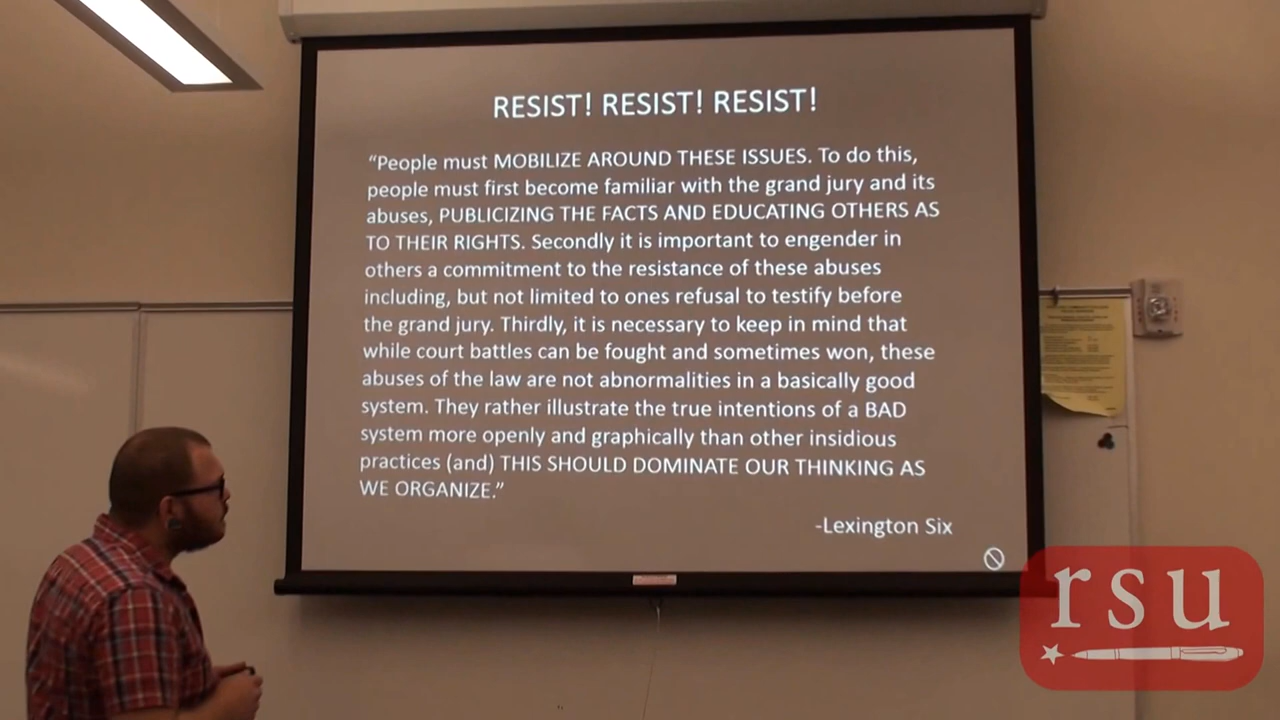 RESIST! RESIST! RESIST!
“People must MOBILIZE AROUND THESE ISSUES. To do this,
people must first become familiar with the grand jury and its
abuses, PUBLICIZING THE FACTS AND EDUCATING OTHERS AS
TO THEIR RIGHTS. Secondly it is important to engender in
others a commitment to the resistance of these abuses
including, but not limited to ones refusal to testify before
the grand jury. Thirdly, it is necessary to keep in mind that
while court battles can be fought and sometimes won, these
abuses of the law are not abnormalities in a basically good
system. They rather illustrate the true intentions of a BAD
system more openly and graphically than other insidious
practices (and) THIS SHOULD DOMINATE OUR THINKING AS
WE ORGANIZE.”
-Lexington Six
rsu